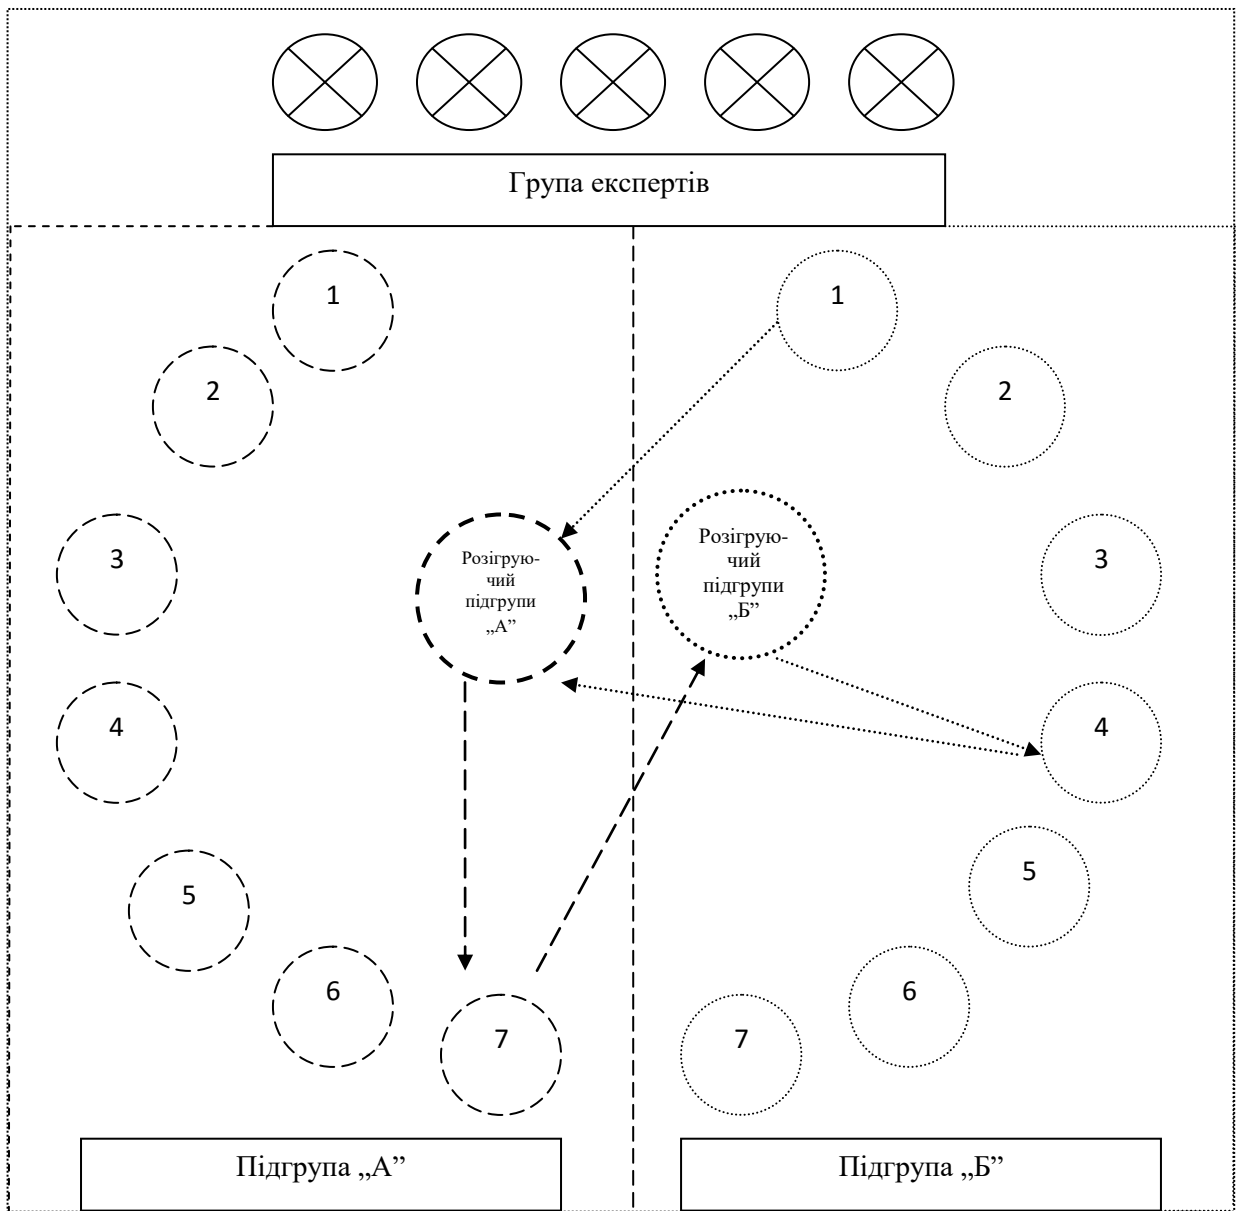 Група експертів
1
2
3
4
5
6
7
Розігрую-
чий
підгрупи
„А”
Розігрую-
чий
підгрупи
„Б”
1
2
3
4
5
6
7
Підгрупа „А”
Підгрупа „Б”